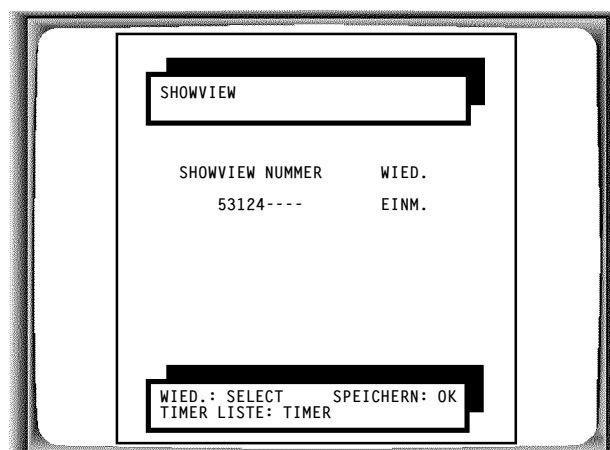 SHOWVIEW
SHOWVIEW NUMMER WIED.
53124---- EINM.
WIED.: SELECT SPEICHERN: OK
TIMER LISTE: TIMER